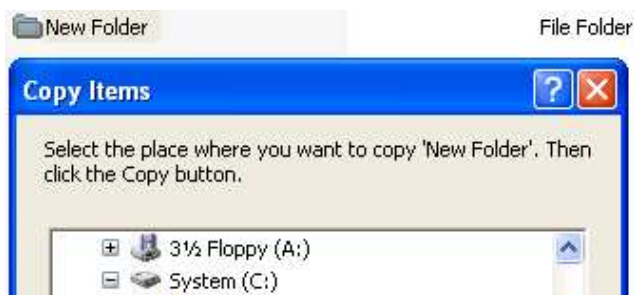 New Folder File Folder
Copy Items
Select the place where you want to copy 'New Folder'. Then
click the Copy button.
3½ Floppy (A:)
System (C:)